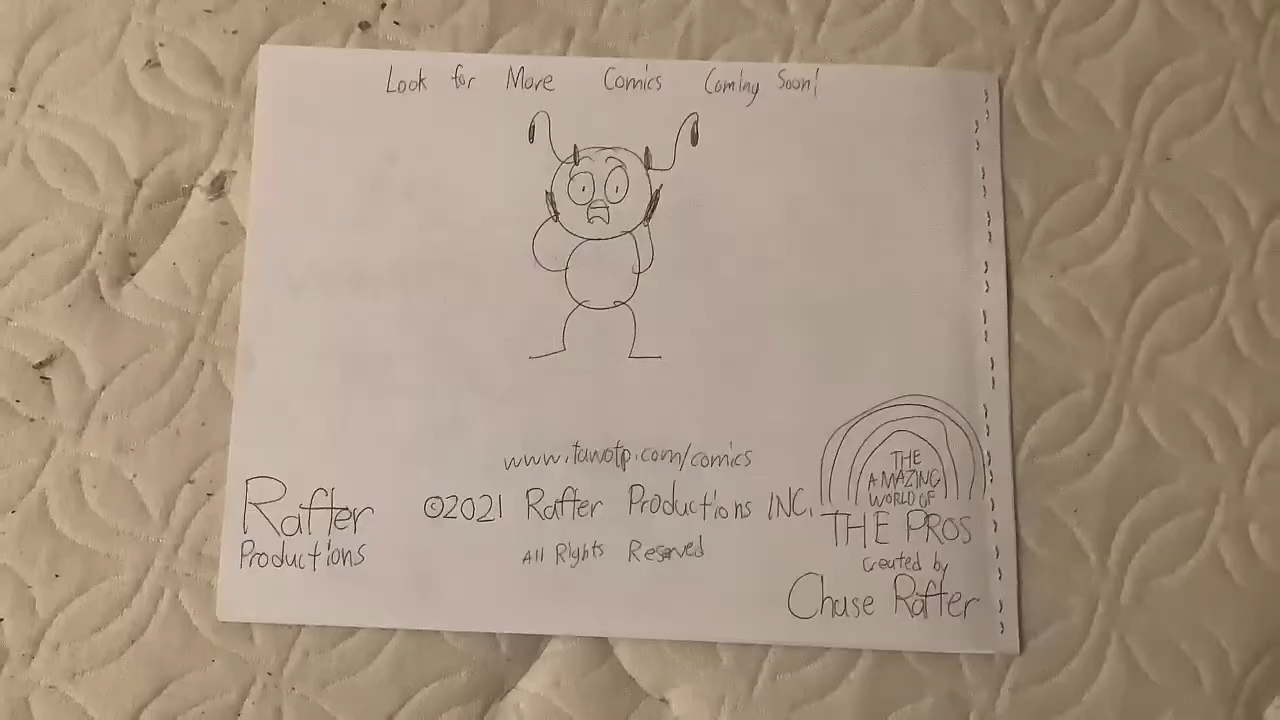 Look for More Comics Coming Soon!
www.tawotp.com/comics
Rafter
Productions
©2021 Rafter Productions INC.
All Rights Reserved
THE
AMAZING
WORLD OF
THE PROS
Created by
Chase Rafter